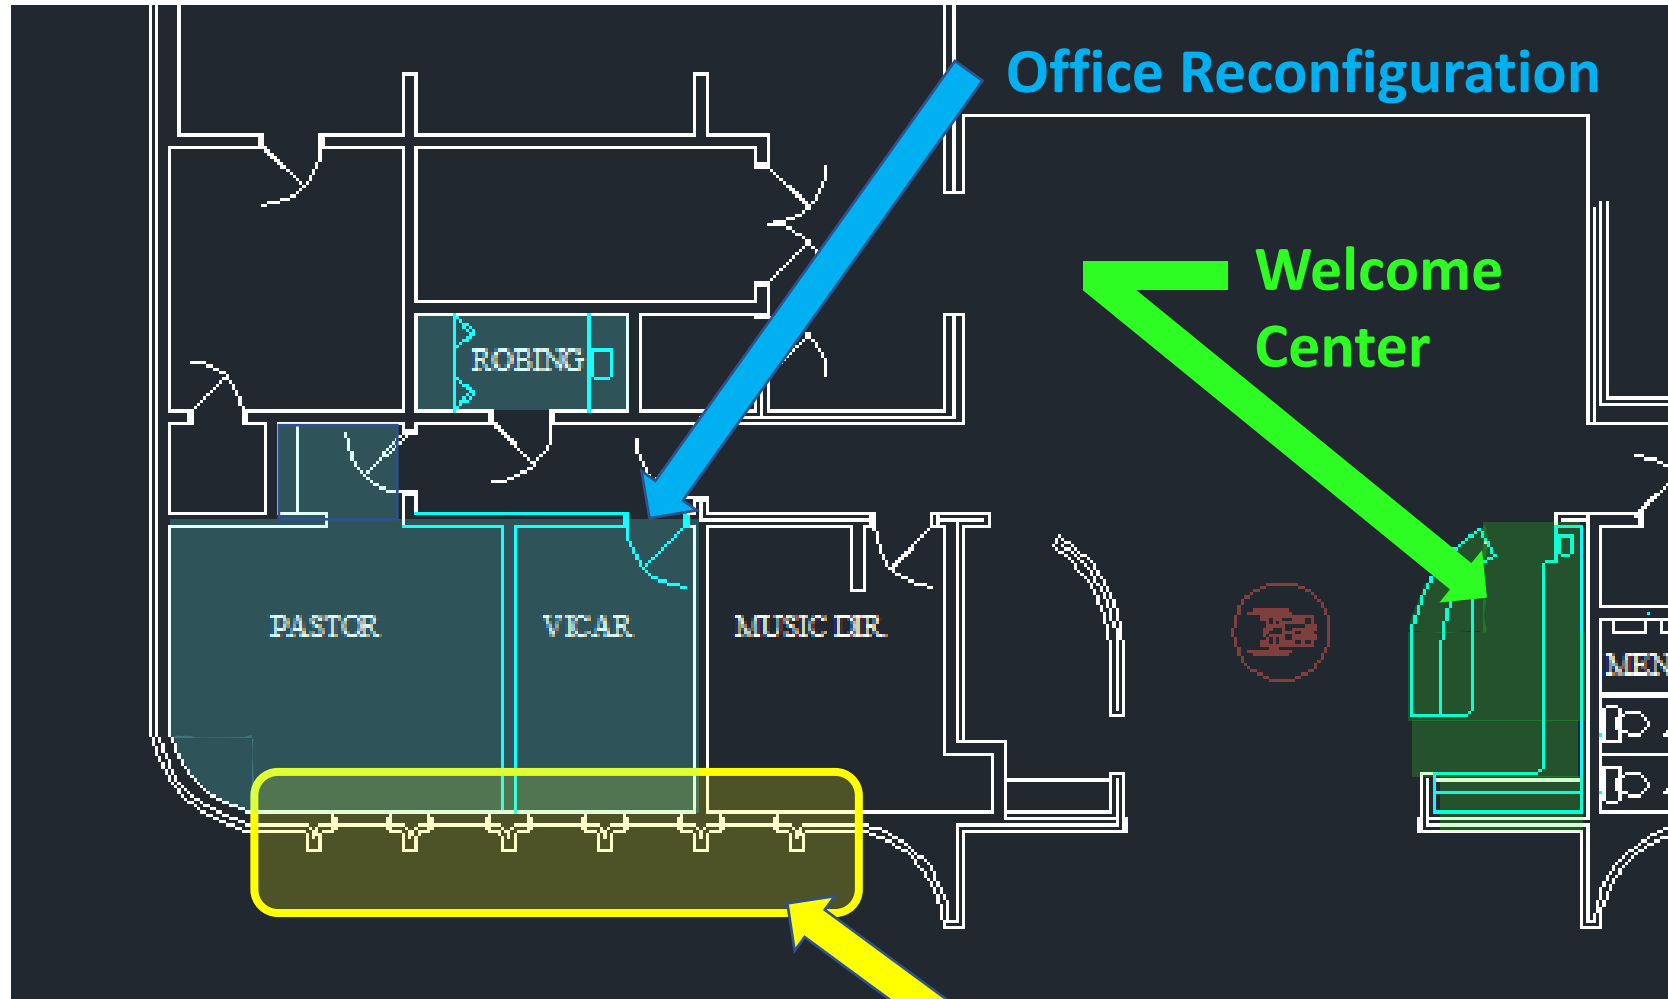 Office Reconfiguration
Welcome
Center
ROBING
PASTOR
VICAR
MUSIC DIR.
MEN